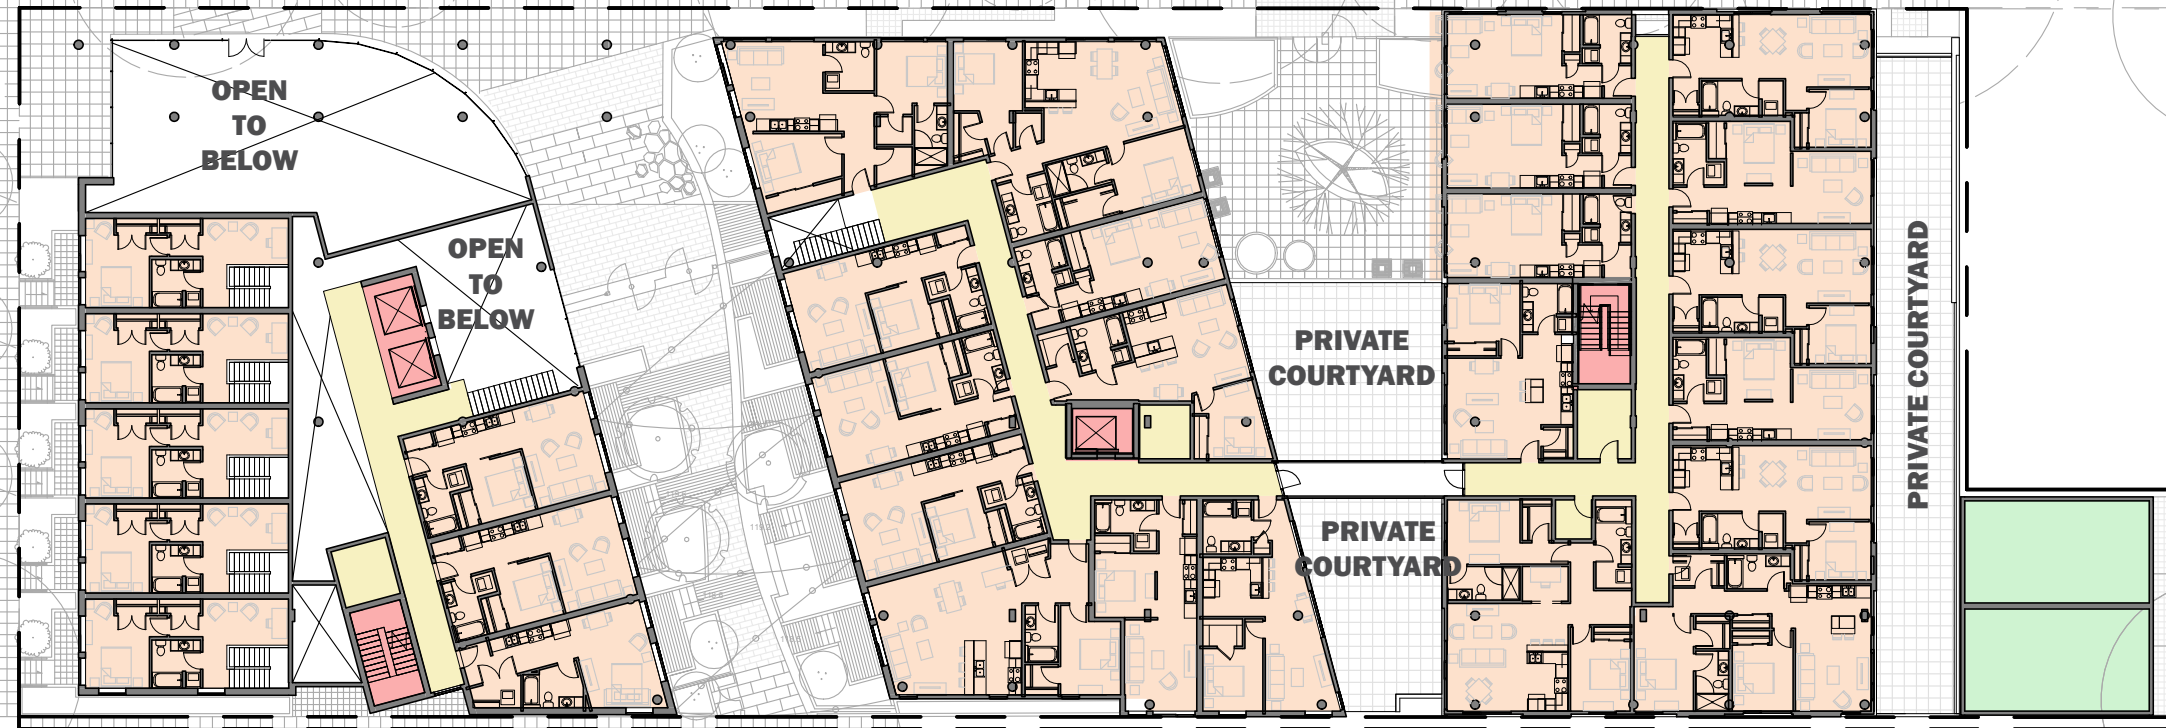 OPEN
TO
BELOW
OPEN
TO
BELOW
PRIVATE
COURTYARD
PRIVATE
COURTYARD
PRIVATE COURTYARD